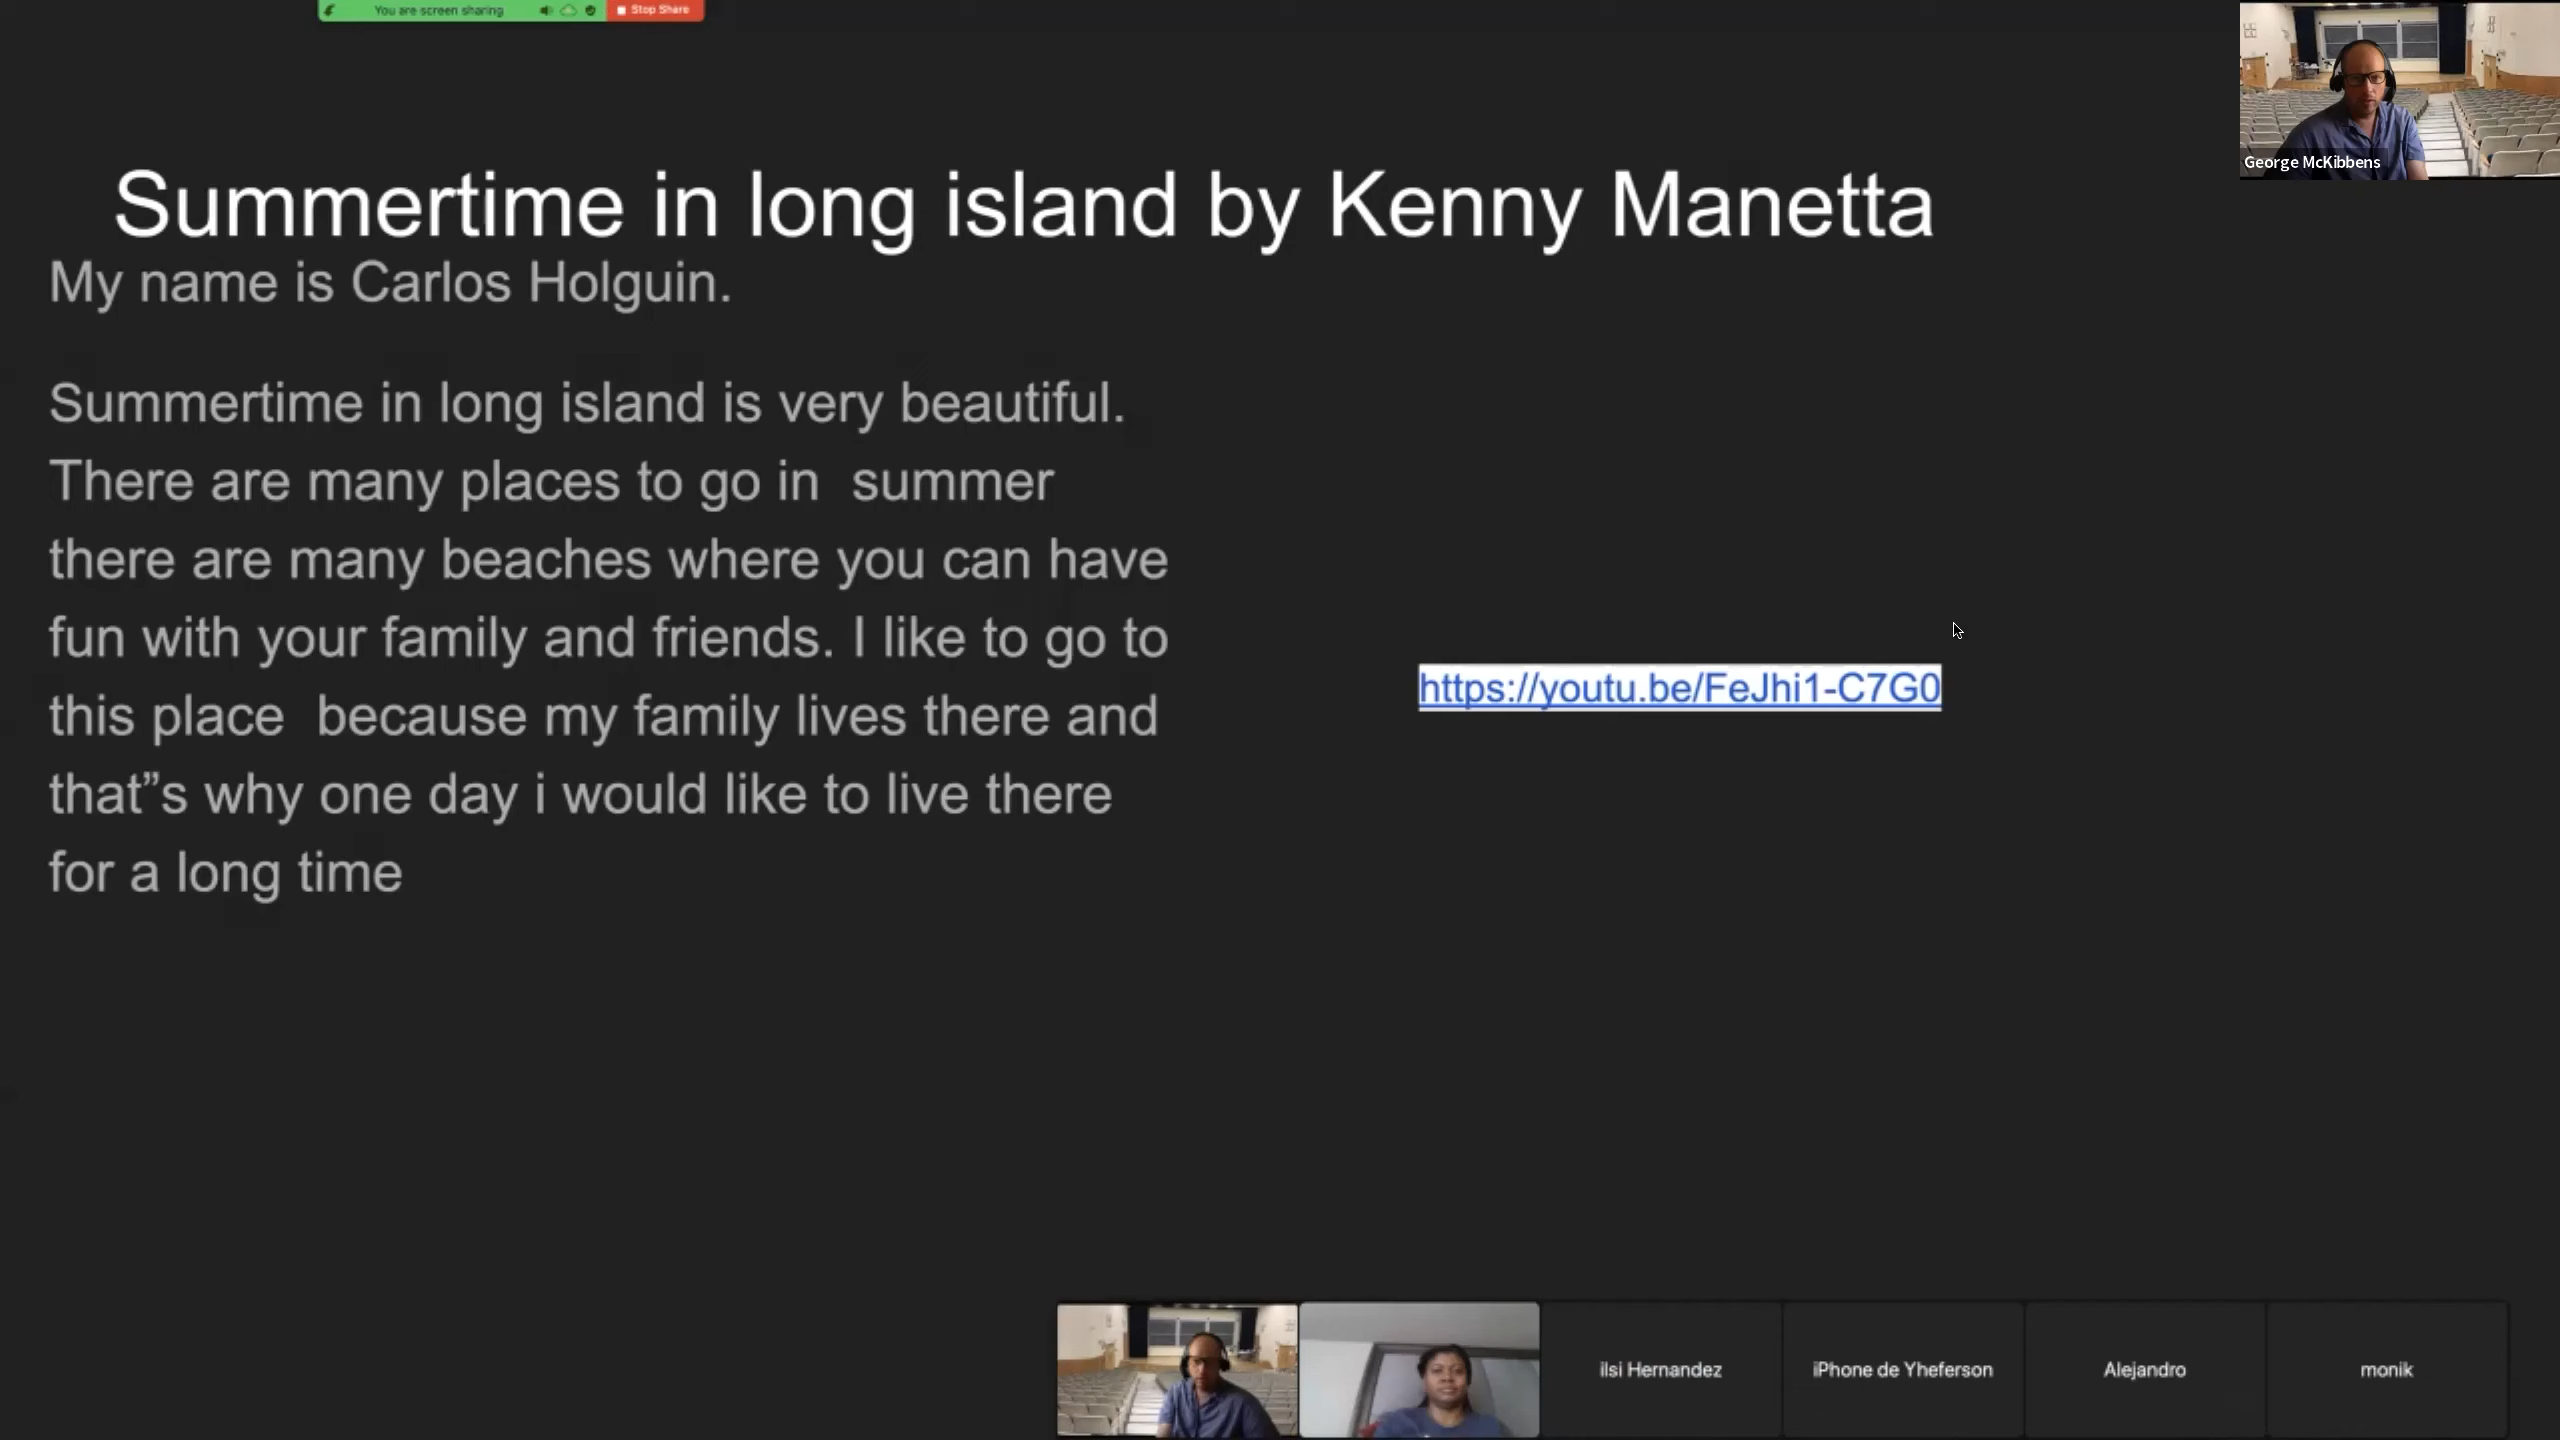 You are screen sharing
Stop Share
George McKibbens
Summertime in long island by Kenny Manetta
My name is Carlos Holguin.
Summertime in long island is very beautiful.
There are many places to go in  summer
there are many beaches where you can have
fun with your family and friends. I like to go to
this place  because my family lives there and
that”s why one day i would like to live there
for a long time
https://youtu.be/FeJhi1-C7G0
ilsi Hernandez
iPhone de Yheferson
Alejandro
monik